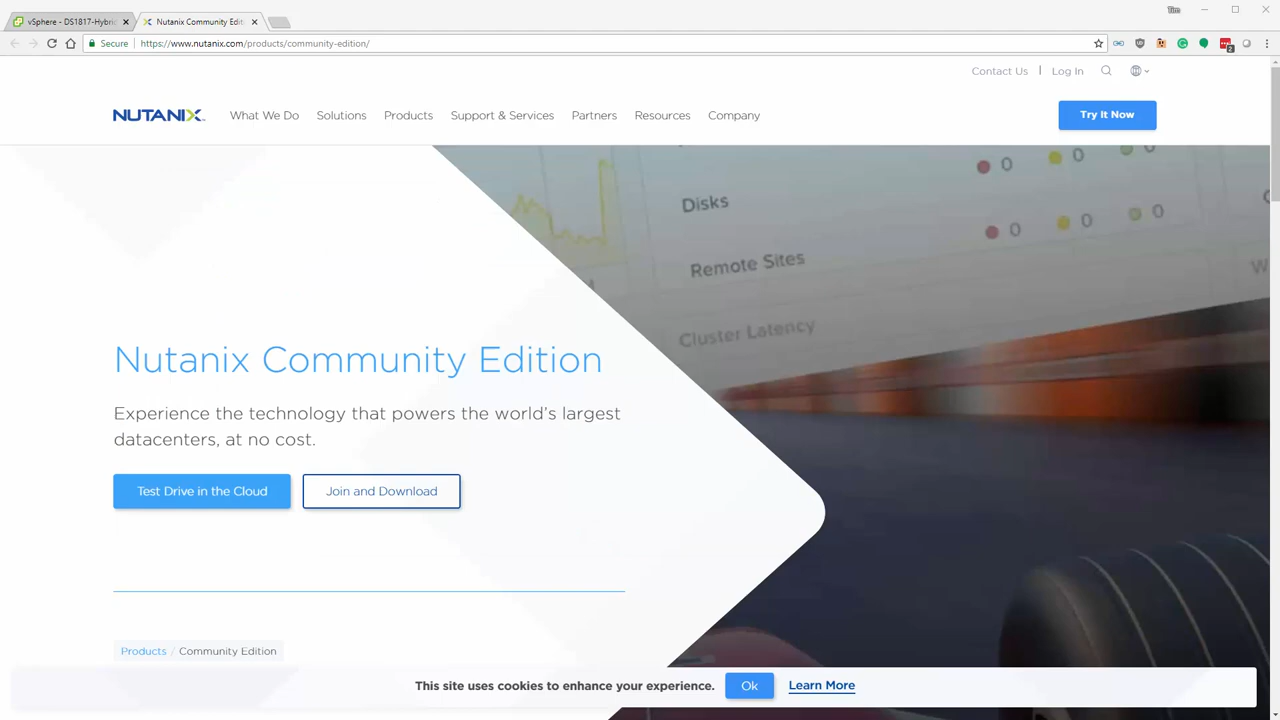 Tim
vSphere - DS1817-Hybrid
Nutanix Community Edit
Secure
https://www.nutanix.com/products/community-edition/
2
Contact Us
Log In
NUTANIX
What We Do
Solutions
Products
Support & Services
Partners
Resources
Company
Try It Now
0 0 0
Disks
0 0 0
Remote Sites
Cluster Latency
Nutanix Community Edition
Experience the technology that powers the world's largest
datacenters, at no cost.
Test Drive in the Cloud
Join and Download
Products / Community Edition
This site uses cookies to enhance your experience.
Ok
Learn More